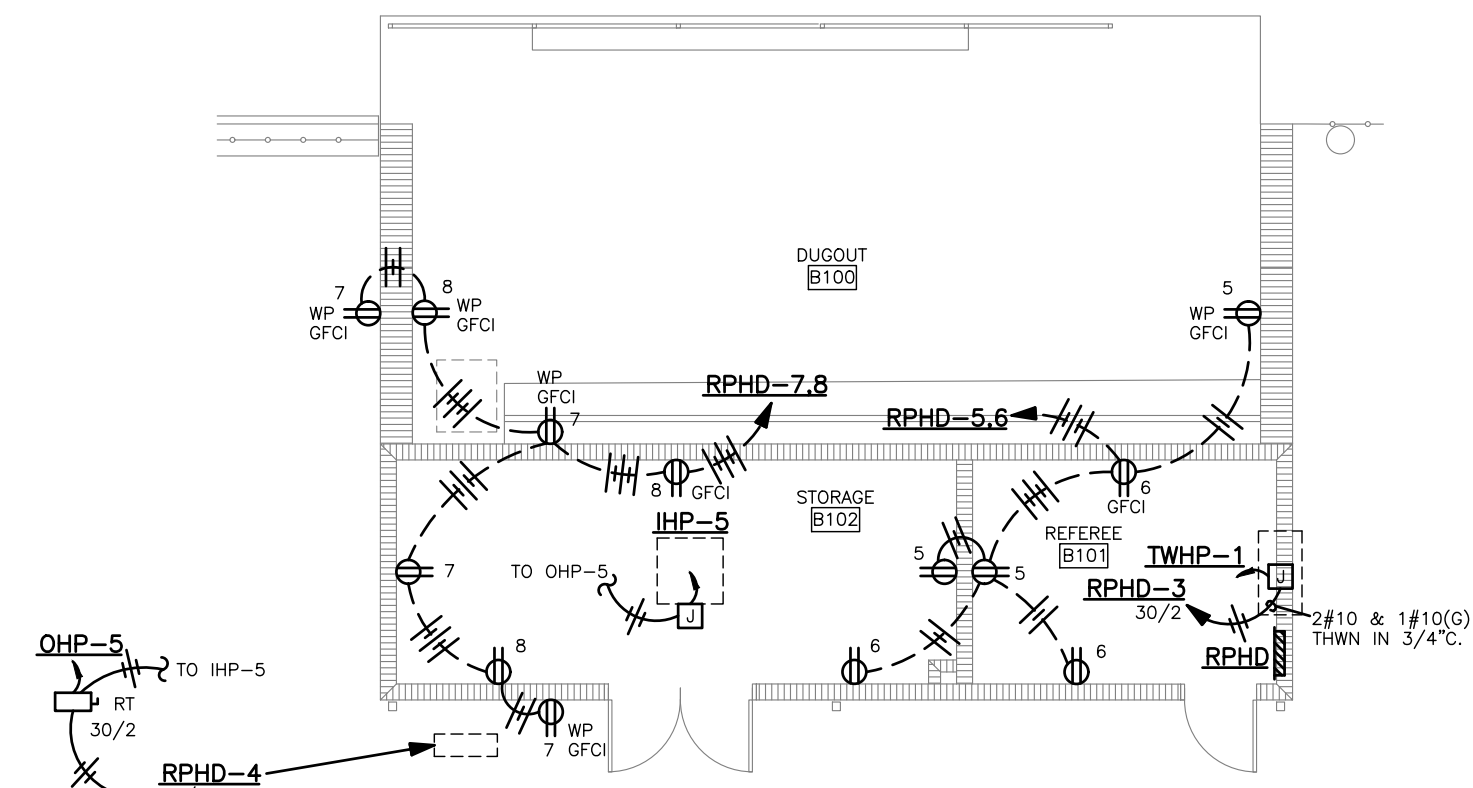 DUGOUT
B100
7
WP
GFCI
8
WP
GFCI
5
WP
GFCI
WP
GFCI
7
RPHD-7,8
RPHD-5,6
8
GFCI
6
GFCI
STORAGE
B102
IHP-5
REFEREE
B101
7
TO OHP-5
5
5
TWHP-1
J
RPHD-3
30/2
J
2#10 & 1#10(G)
THWN IN 3/4"C.
OHP-5
TO IHP-5
8
6
6
RPHD
RT
30/2
7
WP
GFCI
RPHD-4